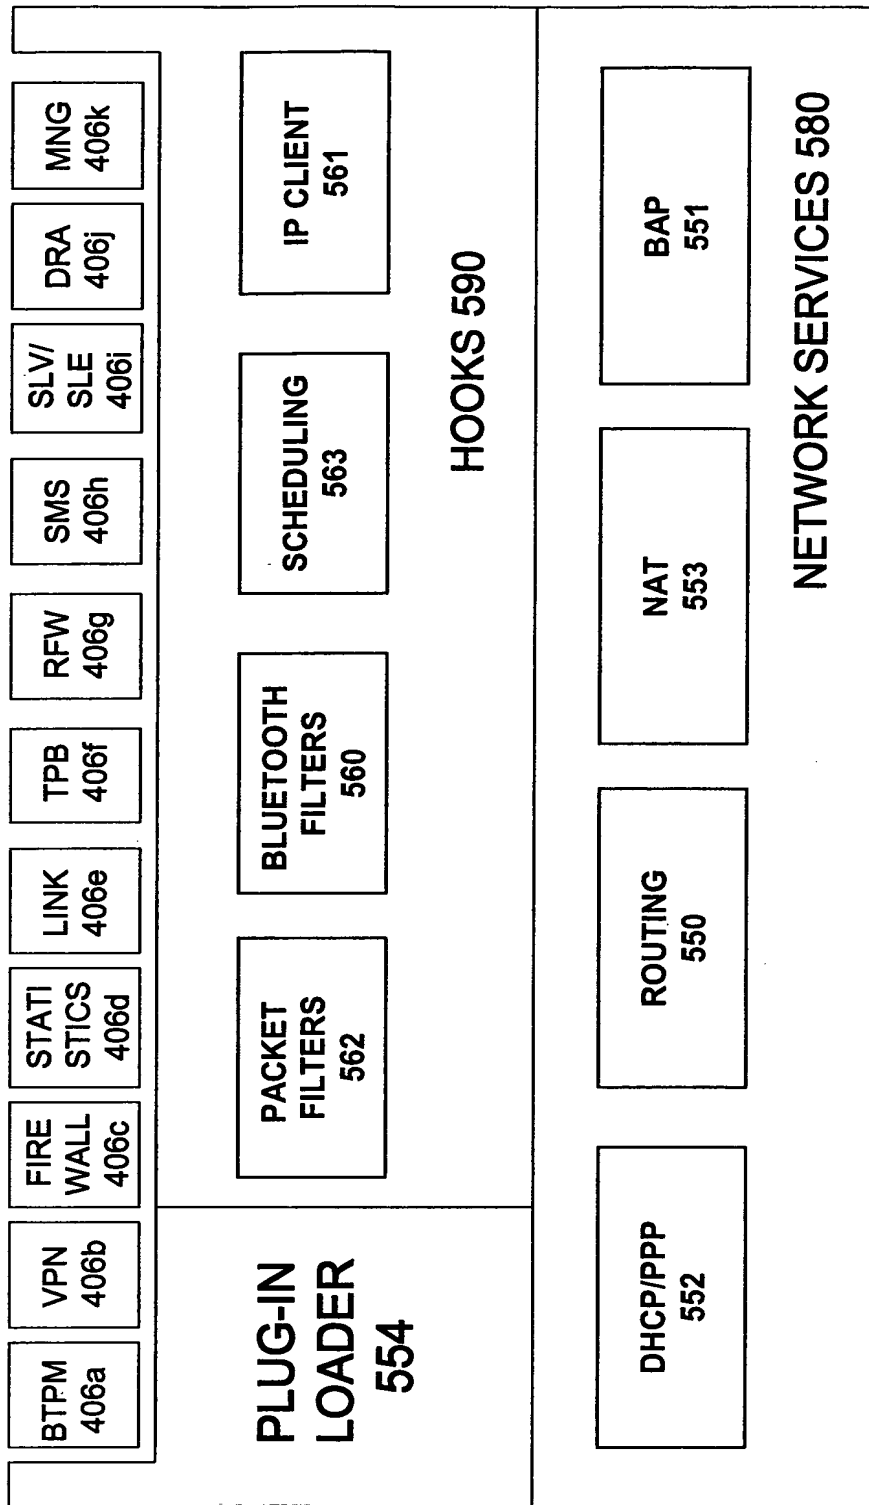 BTPM
406a
VPN
406b
FIRE
WALL
406c
STATI
STICS
406d
LINK
406e
TPB
406f
RFW
406g
SMS
406h
SLV/
SLE
406i
DRA
406j
MNG
406k
PLUG-IN
LOADER
554
PACKET
FILTERS
562
BLUETOOTH
FILTERS
560
SCHEDULING
563
IP CLIENT
561
HOOKS 590
DHCP/PPP
552
ROUTING
550
NAT
553
BAP
551
NETWORK SERVICES 580